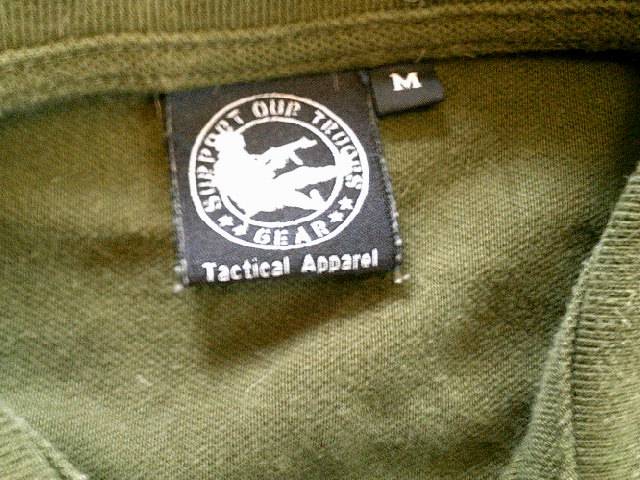 SUPPORT OUR TROOPS
GEAR
Tactical Apparel
M